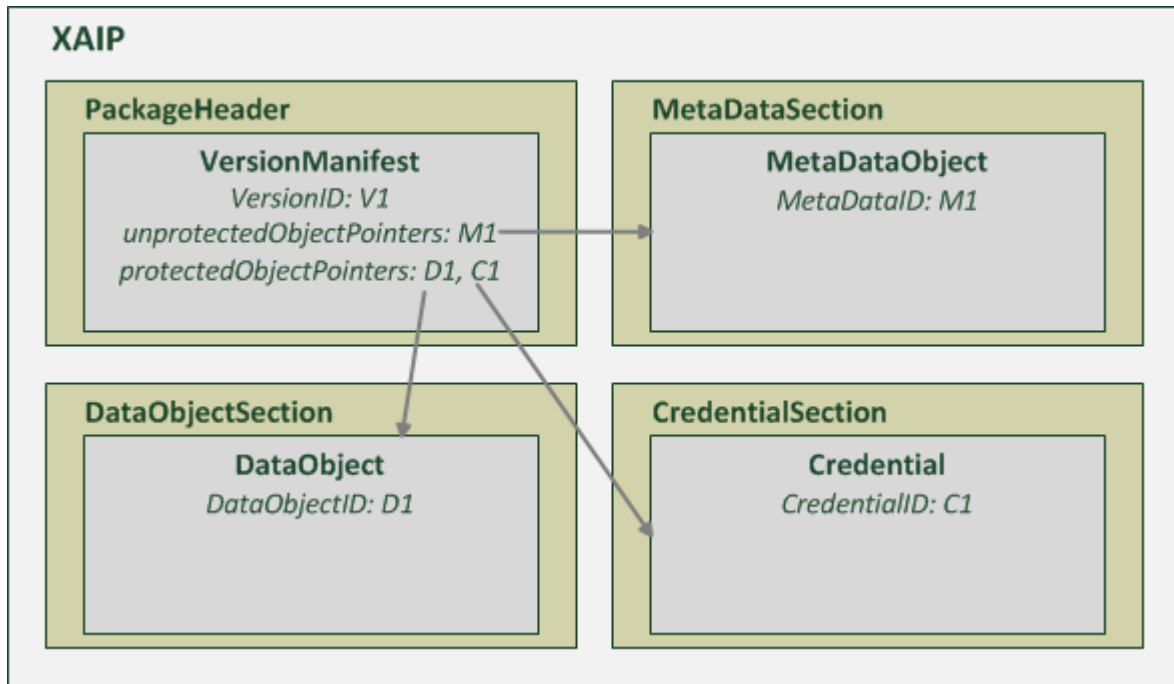 XAIP
PackageHeader
VersionManifest
VersionID: V1
unprotectedObjectPointers: M1
protectedObjectPointers: D1, C1
MetaDataSection
MetaDataObject
MetaDataID: M1
DataObjectSection
DataObject
DataObjectID: D1
CredentialSection
Credential
CredentialID: C1